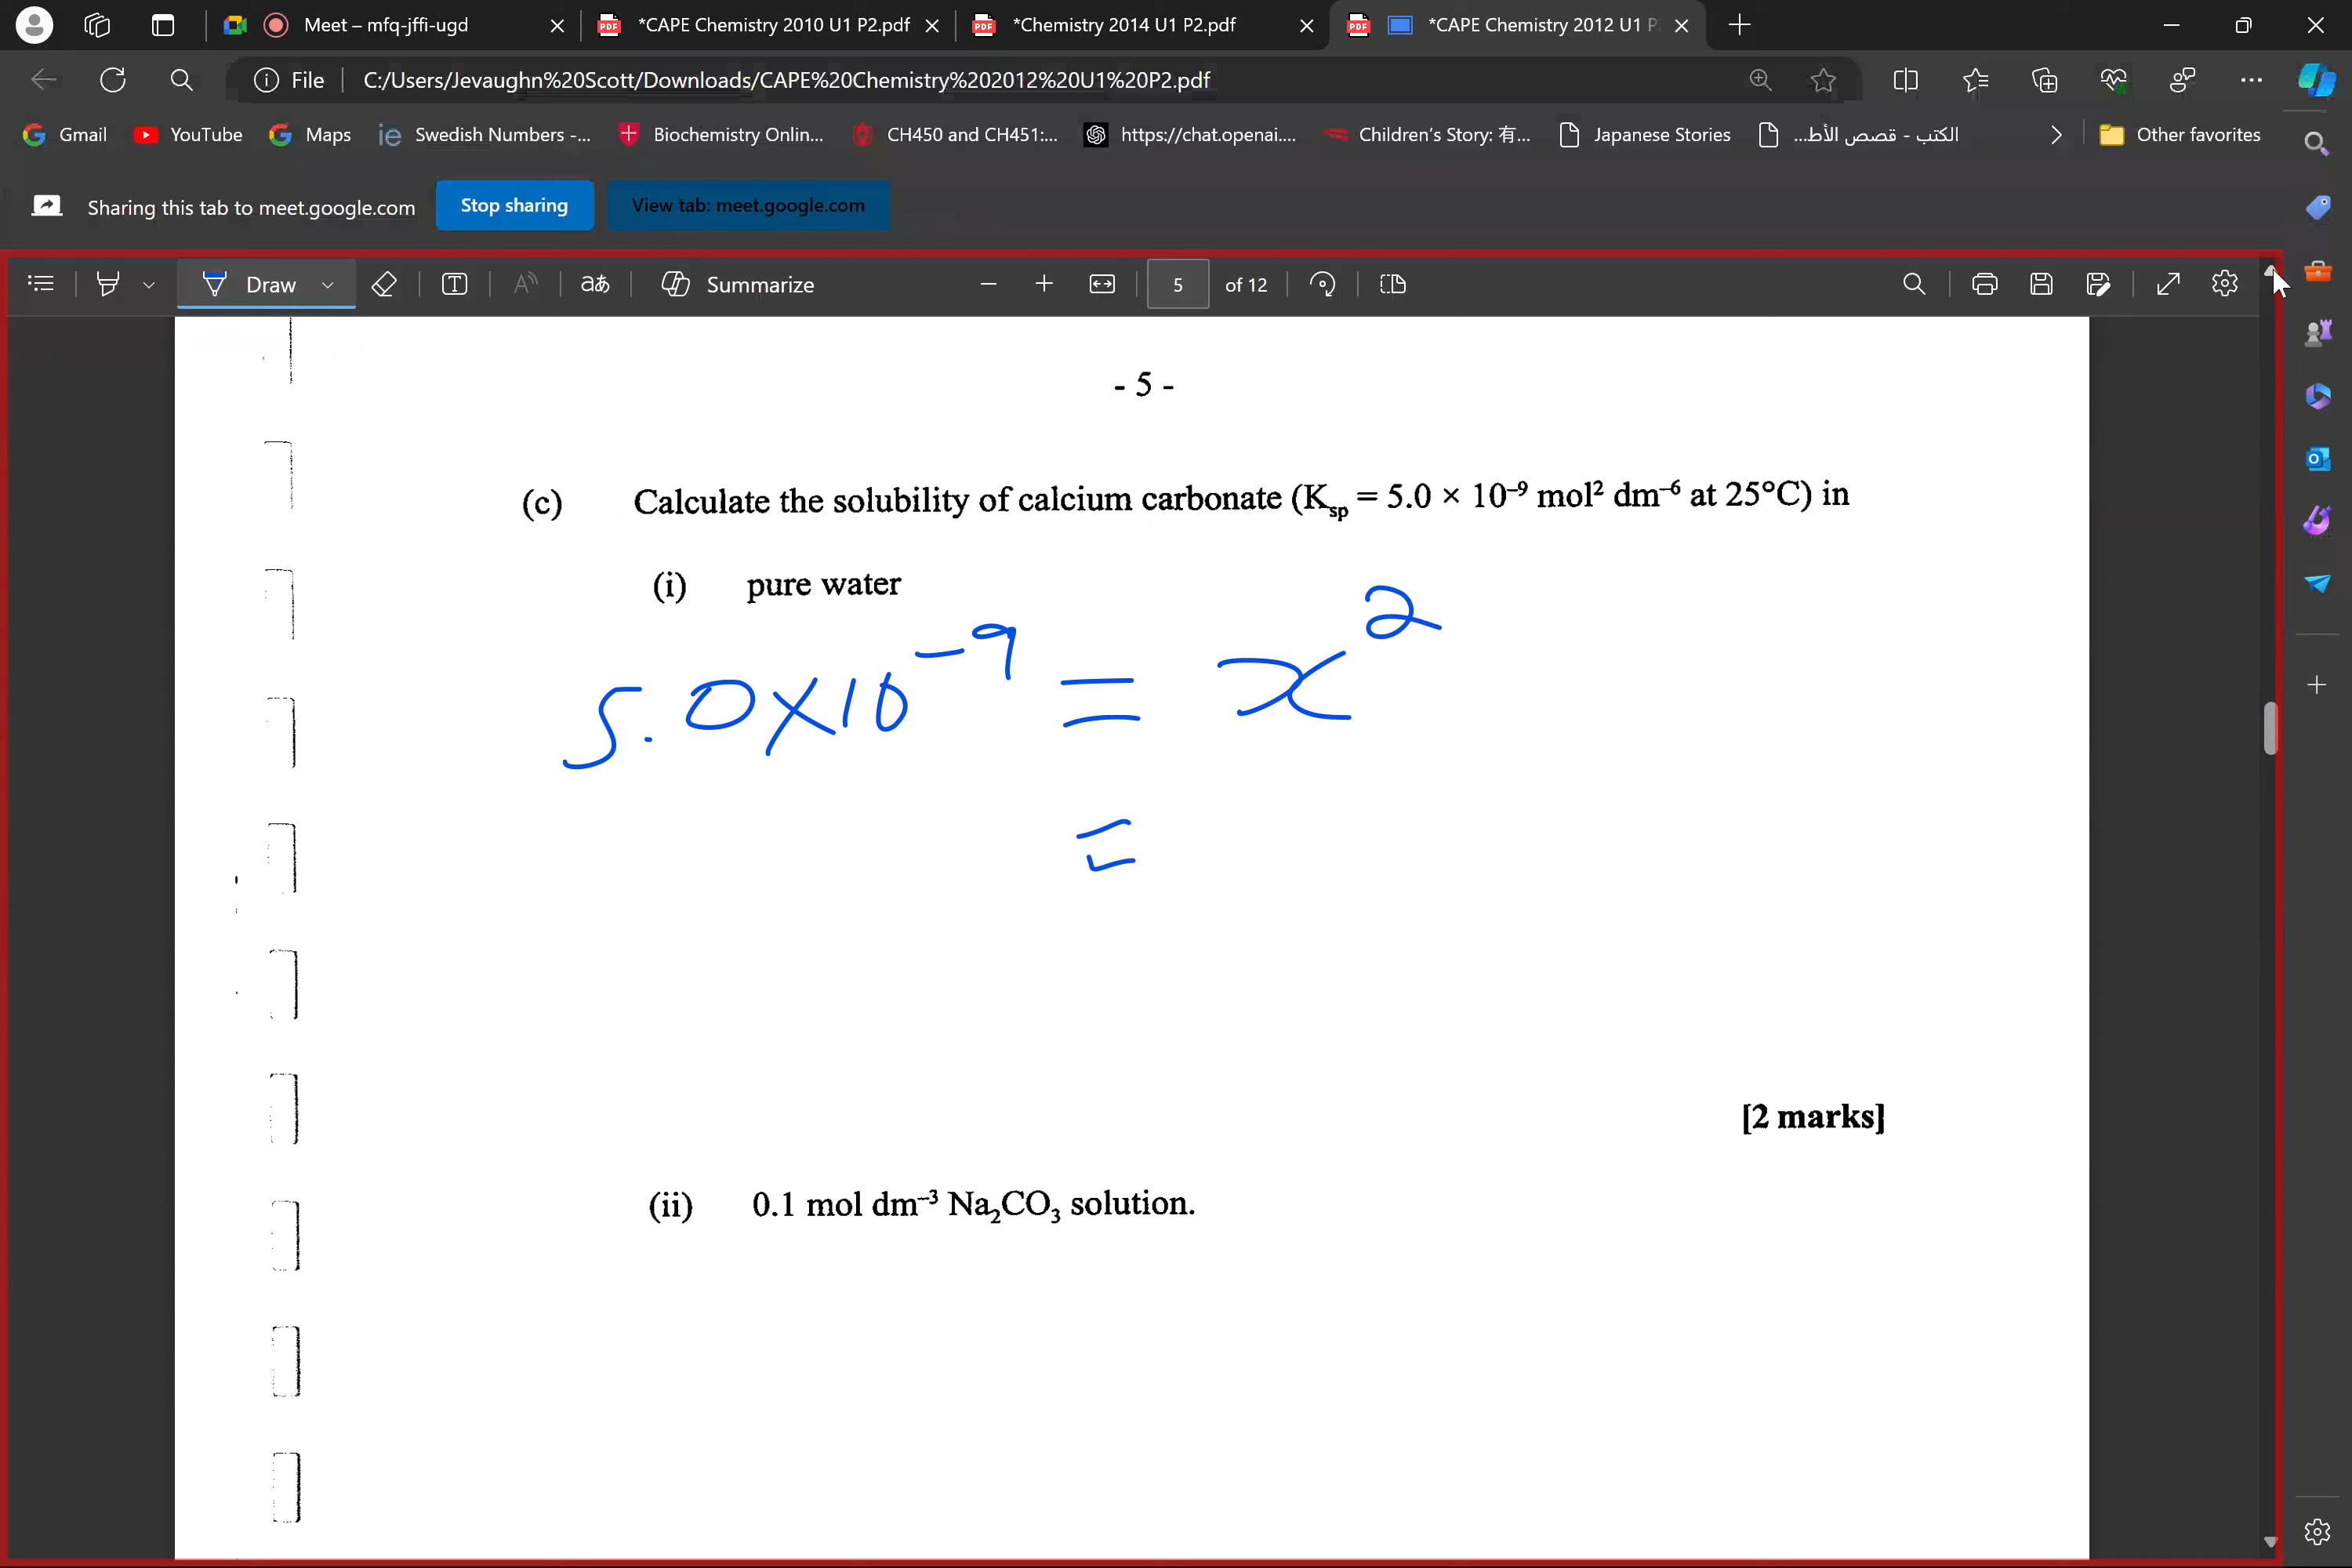 Meet – mfq-jffi-ugd
*CAPE Chemistry 2010 U1 P2.pdf
*Chemistry 2014 U1 P2.pdf
*CAPE Chemistry 2012 U1 P
File
C:/Users/Jevaughn%20Scott/Downloads/CAPE%20Chemistry%202012%20U1%20P2.pdf
Gmail
YouTube
Maps
Swedish Numbers -...
Biochemistry Onlin...
CH450 and CH451:...
https://chat.openai....
Children's Story: 有...
Japanese Stories
الكتب - قصص الأط...
Other favorites
Sharing this tab to meet.google.com
Stop sharing
View tab: meet.google.com
Draw
aあ
Summarize
5
of 12
- 5 -
(c) Calculate the solubility of calcium carbonate (Kₛₚ = 5.0 × 10⁻⁹ mol² dm⁻⁶ at 25°C) in
(i) pure water
5.0×10⁻⁹ = x²
=
[2 marks]
(ii) 0.1 mol dm⁻³ Na₂CO₃ solution.